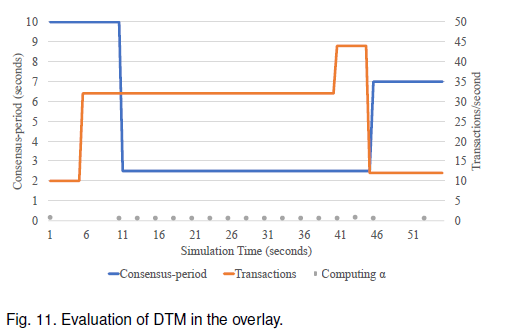 10 50
9 45
8 40
7 35
6 30
5 25
4 20
3 15
2 10
1 5
0 0
Consensus-period (seconds)
Transactions/second
1 6 11 16 21 26 31 36 41 46 51
Simulation Time (seconds)
Consensus-period Transactions Computing α
Fig. 11. Evaluation of DTM in the overlay.